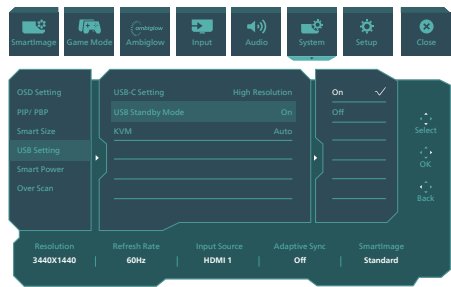 SmartImage Game Mode ambiglow Ambiglow Input Audio System Setup Close
OSD Setting
PIP/ PBP
Smart Size
USB Setting
Smart Power
Over Scan
USB-C Setting High Resolution
USB Standby Mode On
KVM Auto
On
Off
Select
OK
Back
Resolution Refresh Rate Input Source Adaptive Sync SmartImage
3440X1440 60Hz HDMI 1 Off Standard